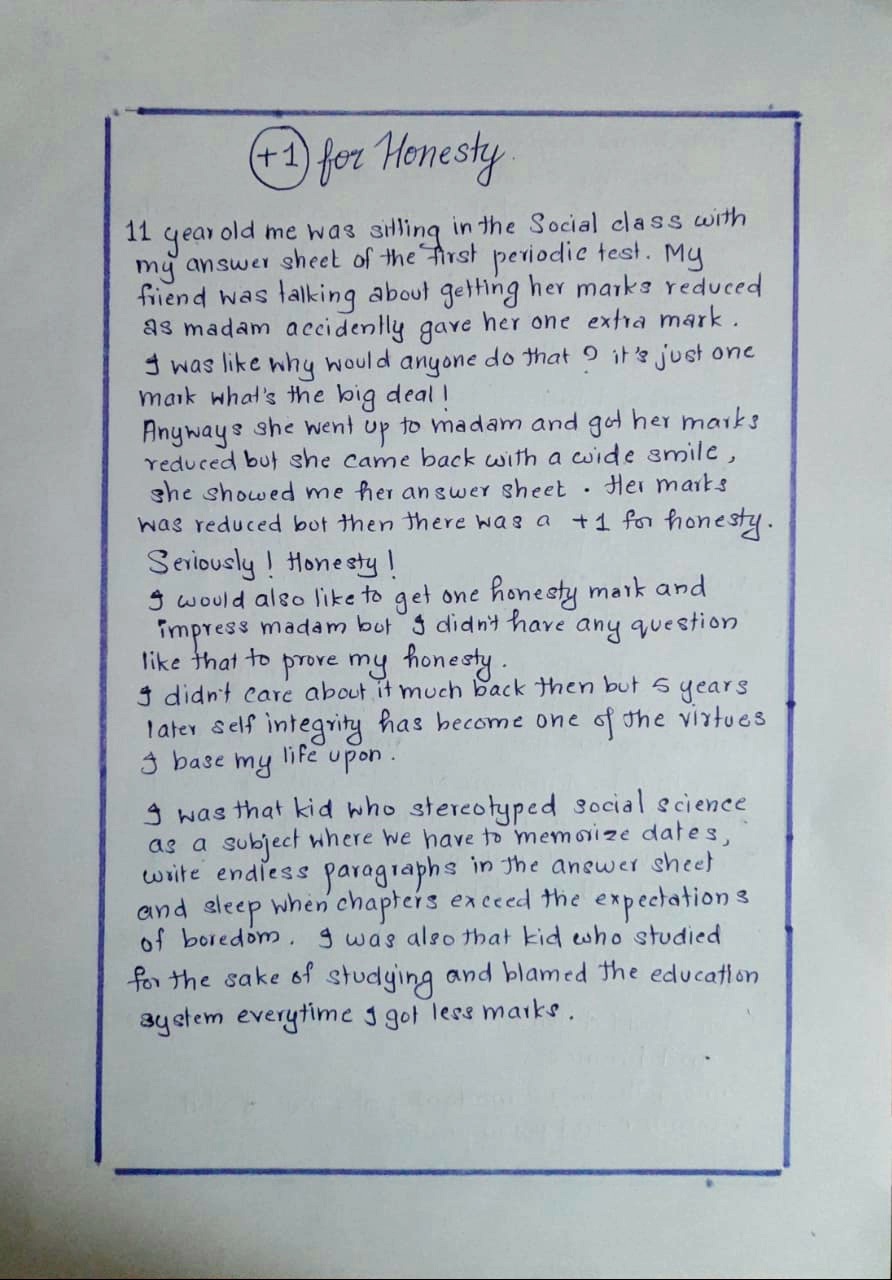 +1 for Honesty.
11 year old me was sitting in the Social class with
my answer sheet of the first periodic test. My
friend was talking about getting her marks reduced
as madam accidently gave her one extra mark.
I was like why would anyone do that ? it's just one
mark what's the big deal!
Anyways she went up to madam and got her marks
reduced but she came back with a wide smile,
she showed me her answer sheet. Her marks
was reduced but then there was a +1 for honesty.
Seriously! Honesty!
I would also like to get one honesty mark and
impress madam but I didn't have any question
like that to prove my honesty.
I didn't care about it much back then but 5 years
later self integrity has become one of the virtues
I base my life upon.
I was that kid who stereotyped social science
as a subject where we have to memorize dates,
write endless paragraphs in the answer sheet
and sleep when chapters exceed the expectations
of boredom. I was also that kid who studied
for the sake of studying and blamed the education
system everytime I got less marks.